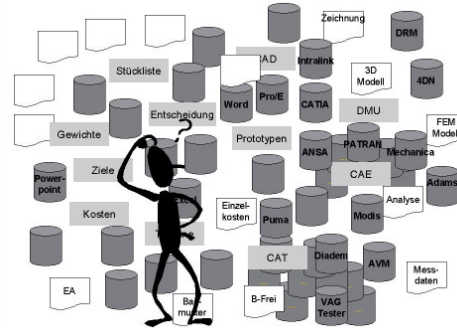 Zeichnung
DRM
Stückliste
CAD
Intralink
3D
Modell
4DN
Word
Pro/E
CATIA
Entscheidung
DMU
Gewichte
Prototypen
FEM
Model
?
ANSA
PATRAN
Mechanica
Ziele
CAE
Power-
point
Adams
Analyse
Kosten
Einzel-
kosten
Puma
Modis
CAT
Diadem
AVM
Mess-
daten
EA
B-Frei
VAG
Tester
...